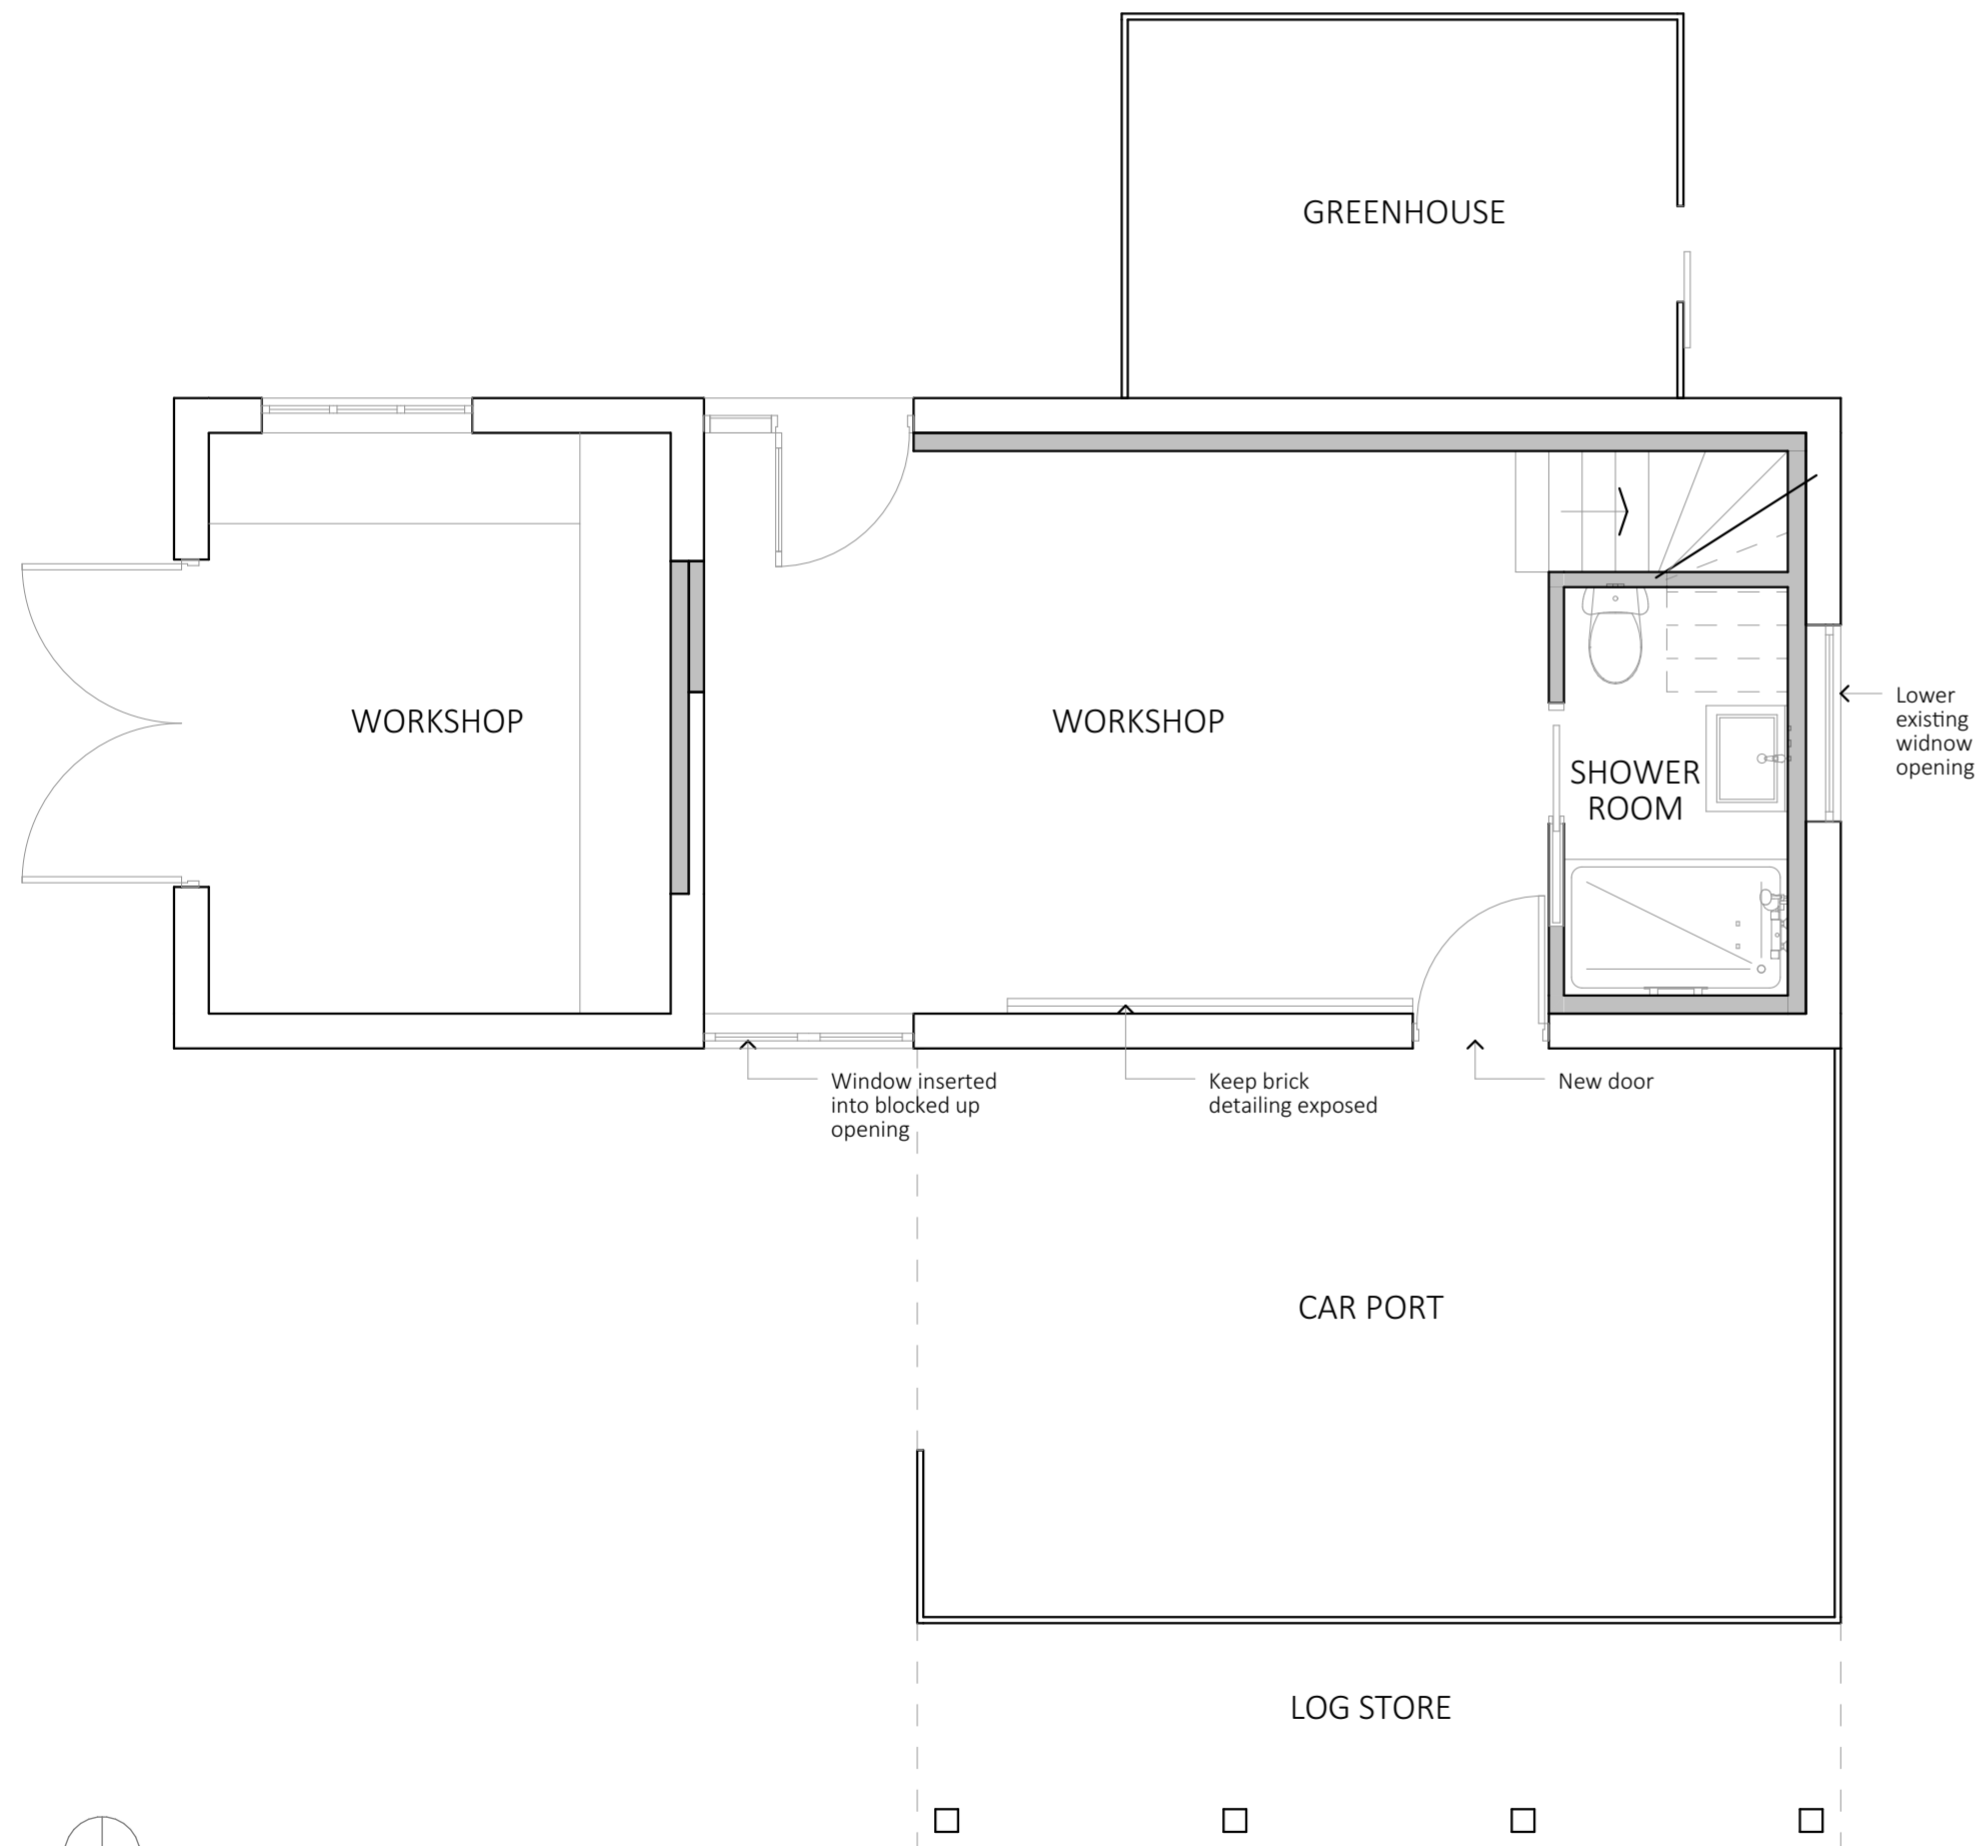 GREENHOUSE
WORKSHOP
WORKSHOP
SHOWER
ROOM
Lower
existing
widnow
opening
Window inserted
into blocked up
opening
Keep brick
detailing exposed
New door
CAR PORT
LOG STORE